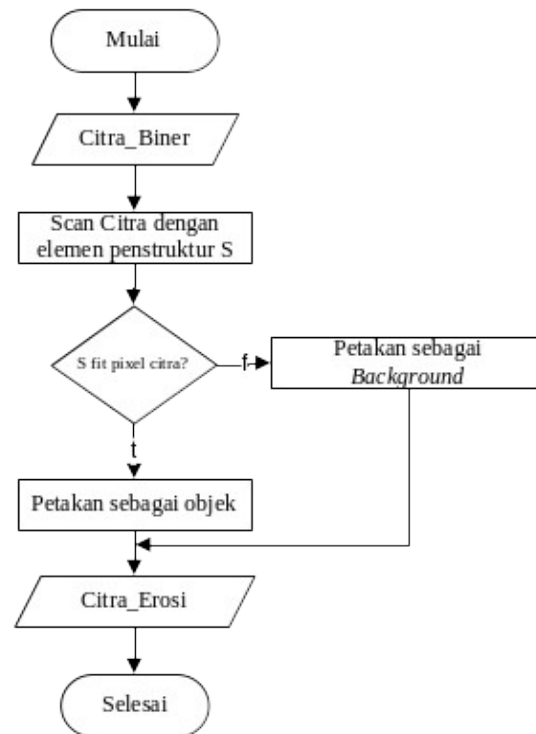 Mulai
Citra_Biner
Scan Citra dengan
elemen penstruktur S
S fit pixel citra?
f
Petakan sebagai
Background
t
Petakan sebagai objek
Citra_Erosi
Selesai